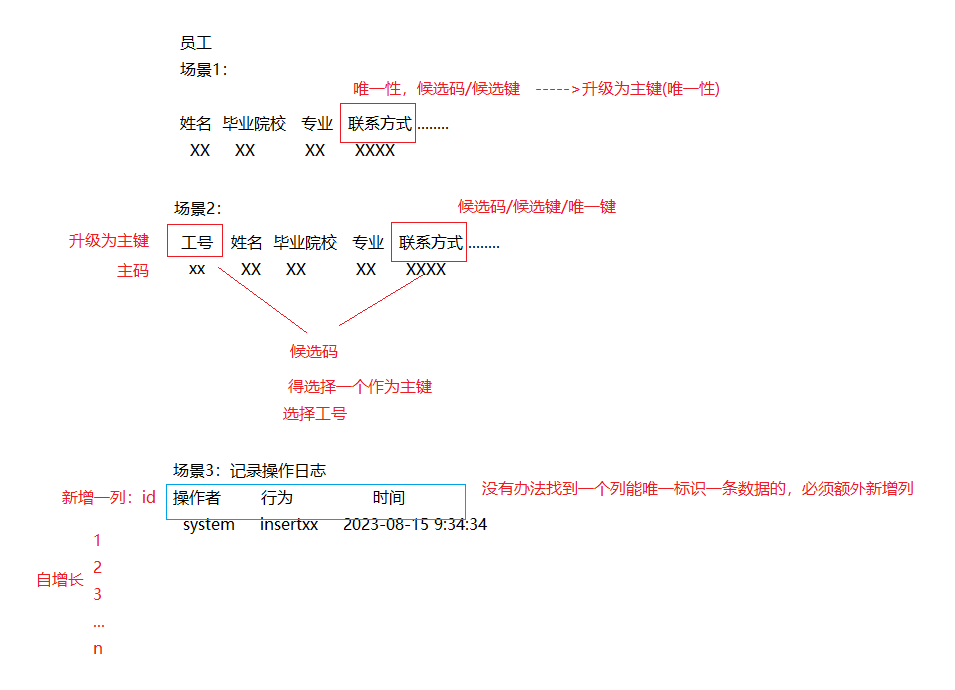 员工
场景1：
唯一性，候选码/候选键 ----->升级为主键(唯一性)
姓名 毕业院校 专业 联系方式........
XX XX XX XXXX
场景2：
候选码/候选键/唯一键
升级为主键 工号 姓名 毕业院校 专业 联系方式........
主码 xx XX XX XX XXXX
候选码
得选择一个作为主键
选择工号
场景3：记录操作日志
新增一列：id 操作者 行为 时间 没有办法找到一个列能唯一标识一条数据的，必须额外新增列
system insertxx 2023-08-15 9:34:34
1
2
自增长
3
...
n